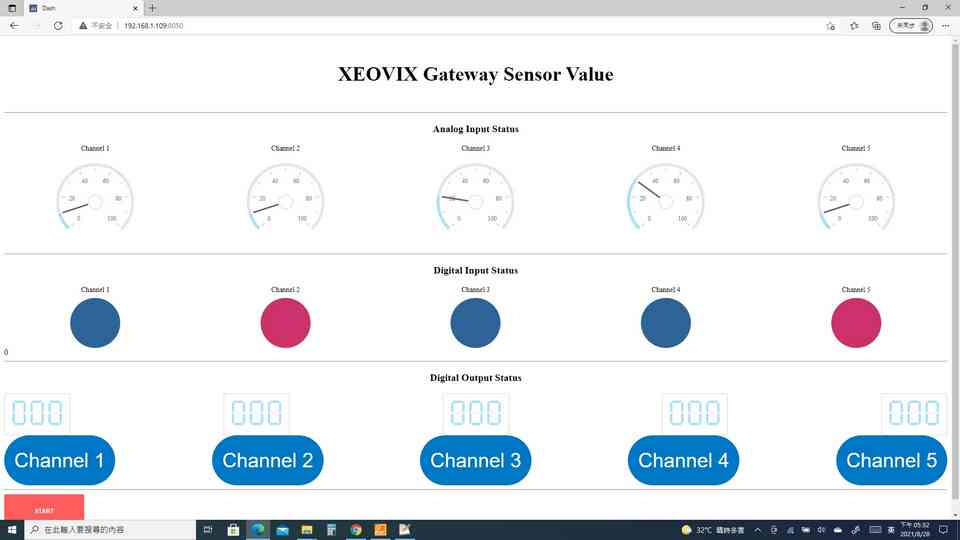 Dash
不安全 192.168.1.109:8050
XEOVIX Gateway Sensor Value
Analog Input Status
Channel 1 Channel 2 Channel 3 Channel 4 Channel 5
0 20 40 60 80 100
0 20 40 60 80 100
0 20 40 60 80 100
0 20 40 60 80 100
0 20 40 60 80 100
Digital Input Status
Channel 1 Channel 2 Channel 3 Channel 4 Channel 5
0
Digital Output Status
000 000 000 000 000
Channel 1 Channel 2 Channel 3 Channel 4 Channel 5
START
在此輸入要搜尋的內容
32°C 晴時多雲
英
下午 05:32
2021/8/28